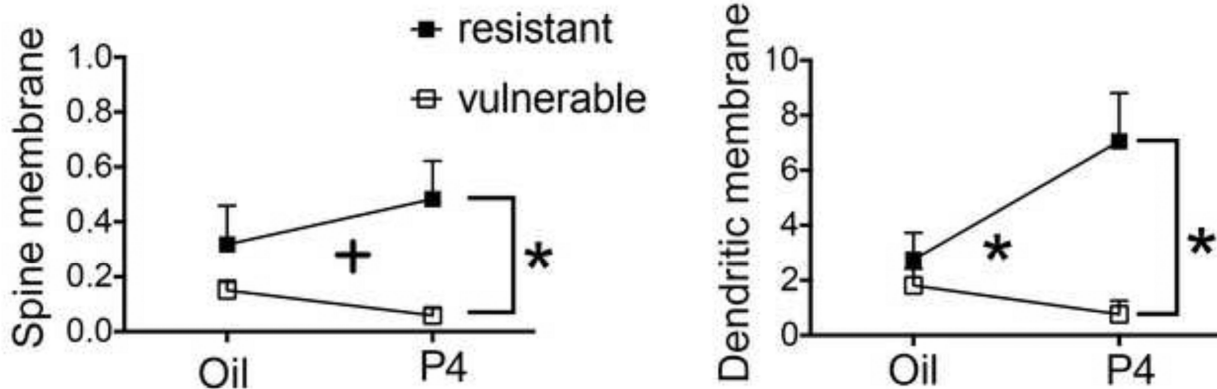 resistant
vulnerable
Spine membrane
1.0
0.8
0.6
0.4
0.2
0.0
+
*
Oil
P4
Dendritic membrane
10
8
6
4
2
0
*
*
Oil
P4